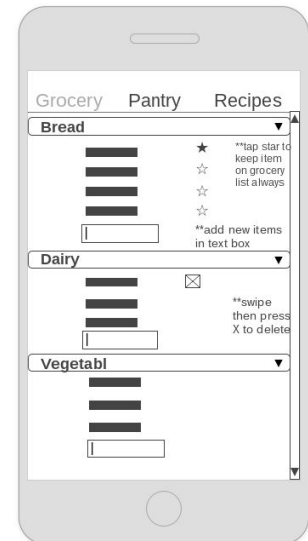 Grocery Pantry Recipes
Bread
**tap star to
keep item
on grocery
list always
**add new items
in text box
Dairy
**swipe
then press
X to delete
Vegetabl